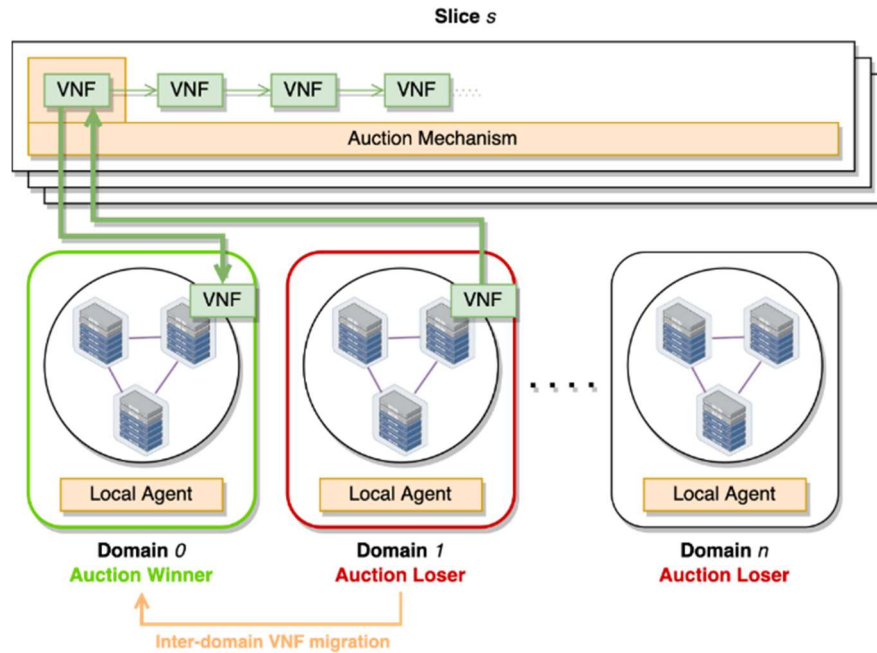 Slice s
VNF VNF VNF VNF
Auction Mechanism
VNF VNF
Local Agent Local Agent Local Agent
Domain 0 Domain 1 Domain n
Auction Winner Auction Loser Auction Loser
Inter-domain VNF migration